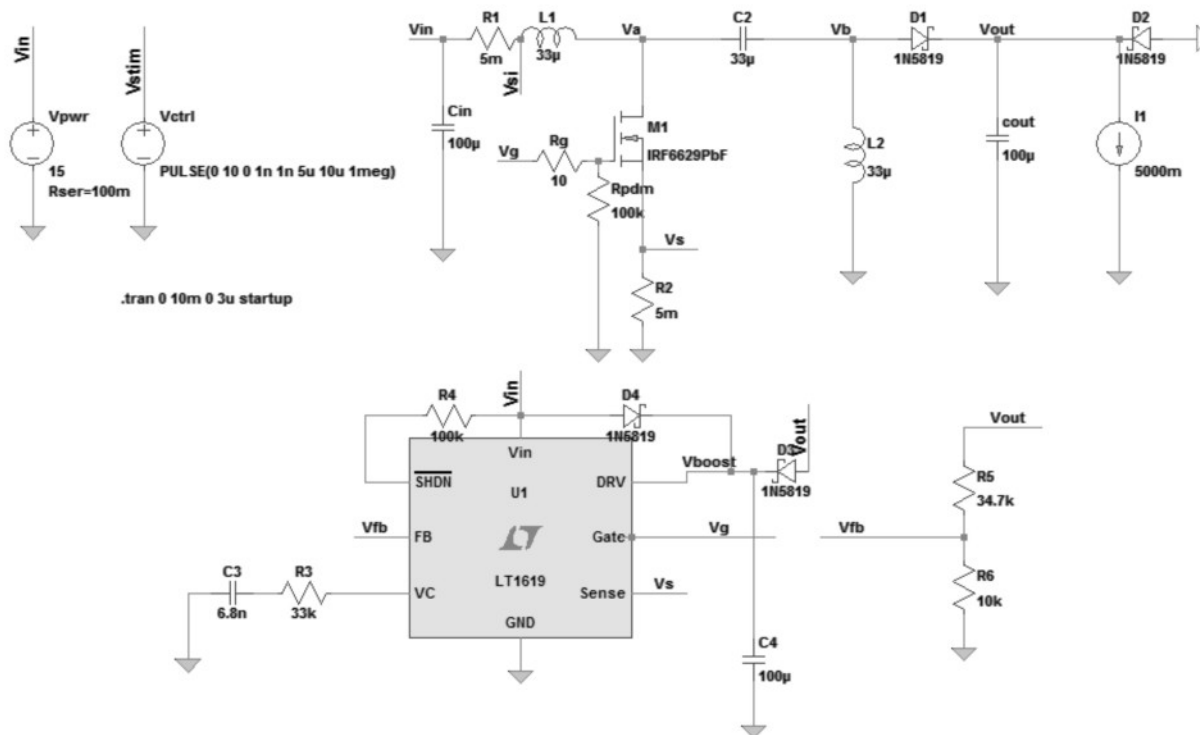 Vin
Vpwr
15
Rser=100m
Vstim
Vctrl
PULSE(0 10 0 1n 1n 5u 10u 1meg)
.tran 0 10m 0 3u startup
Vin
R1
5m
Vsi
L1
33µ
Va
C2
33µ
Vb
D1
1N5819
Vout
D2
1N5819
Cin
100µ
Vg
Rg
10
M1
IRF6629PbF
Rpdm
100k
Vs
R2
5m
L2
33µ
cout
100µ
I1
5000m
R4
100k
Vin
D4
1N5819
Vout
D3
1N5819
Vboost
Vin
SHDN
U1
DRV
Vfb
FB
Gate
Vg
LT1619
VC
Sense
Vs
GND
C3
6.8n
R3
33k
C4
100µ
Vout
R5
34.7k
Vfb
R6
10k